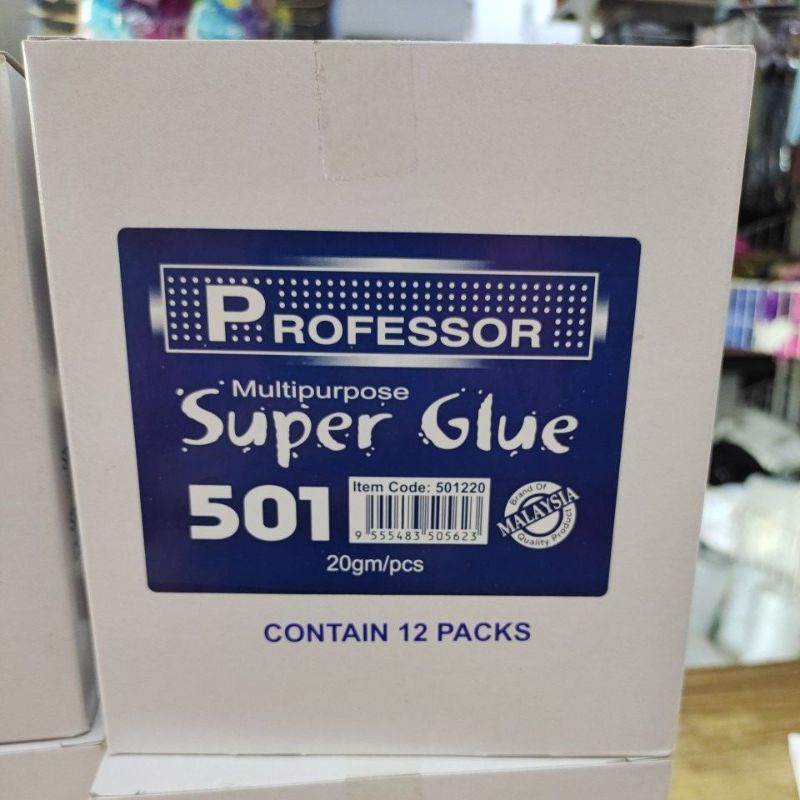 PROFESSOR
Multipurpose
Super Glue
501
Item Code: 501220
9 555483 505623
Brand Of
MALAYSIA
Quality Product
20gm/pcs
CONTAIN 12 PACKS